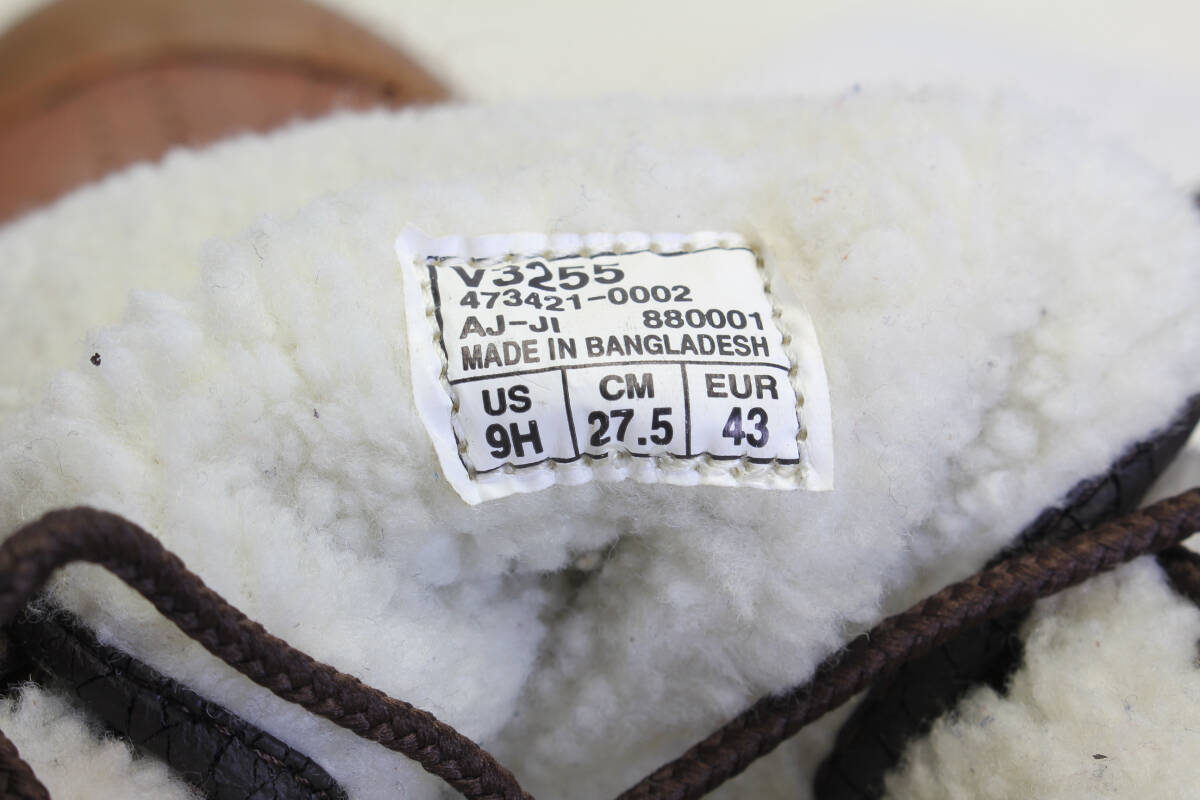 V3255
473421-0002
AJ-JI 880001
MADE IN BANGLADESH
US CM EUR
9H 27.5 43